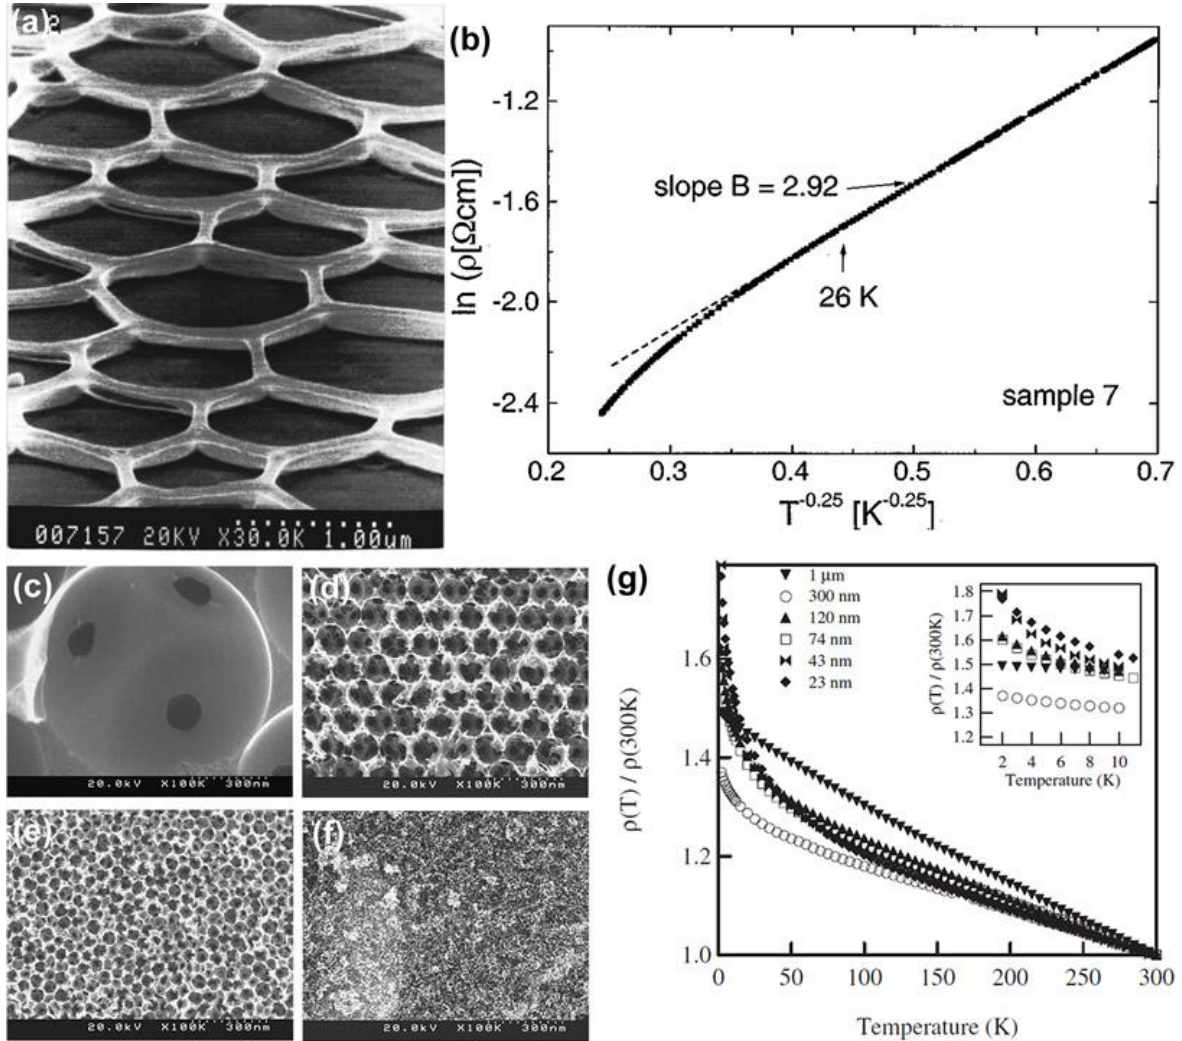 (a)
007157 20KV X30.0K 1.00µm
(b)
ln (ρ[Ωcm])
-1.2
-1.6
-2.0
-2.4
slope B = 2.92
26 K
sample 7
0.2 0.3 0.4 0.5 0.6 0.7
T^-0.25 [K^-0.25]
(c)
20.0kV X100K 300nm
(d)
20.0kV X100K 300nm
(e)
20.0kV X100K 300nm
(f)
20.0kV X100K 300nm
(g)
ρ(T) / ρ(300K)
1.6
1.4
1.2
1.0
1 µm
300 nm
120 nm
74 nm
43 nm
23 nm
ρ(T) / ρ(300K)
1.8
1.7
1.6
1.5
1.4
1.3
1.2
2 4 6 8 10
Temperature (K)
0 50 100 150 200 250 300
Temperature (K)